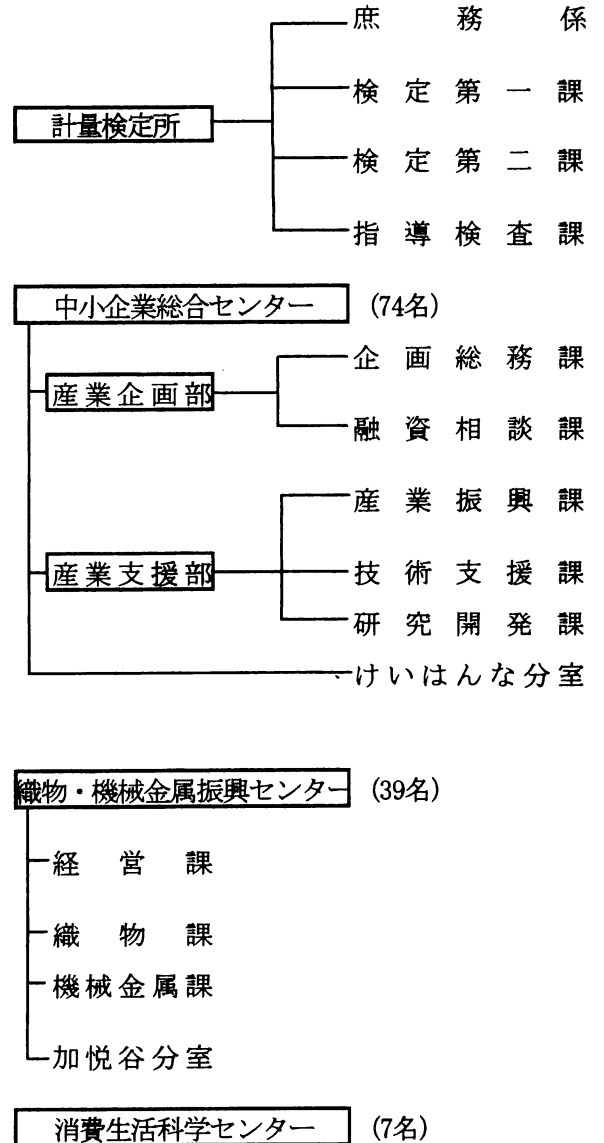 庶務係
検定第一課
計量検定所
検定第二課
指導検査課
中小企業総合センター (74名)
企画総務課
産業企画部
融資相談課
産業振興課
産業支援部 技術支援課
研究開発課
けいはんな分室
織物・機械金属振興センター (39名)
経営課
織物課
機械金属課
加悦谷分室
消費生活科学センター (7名)